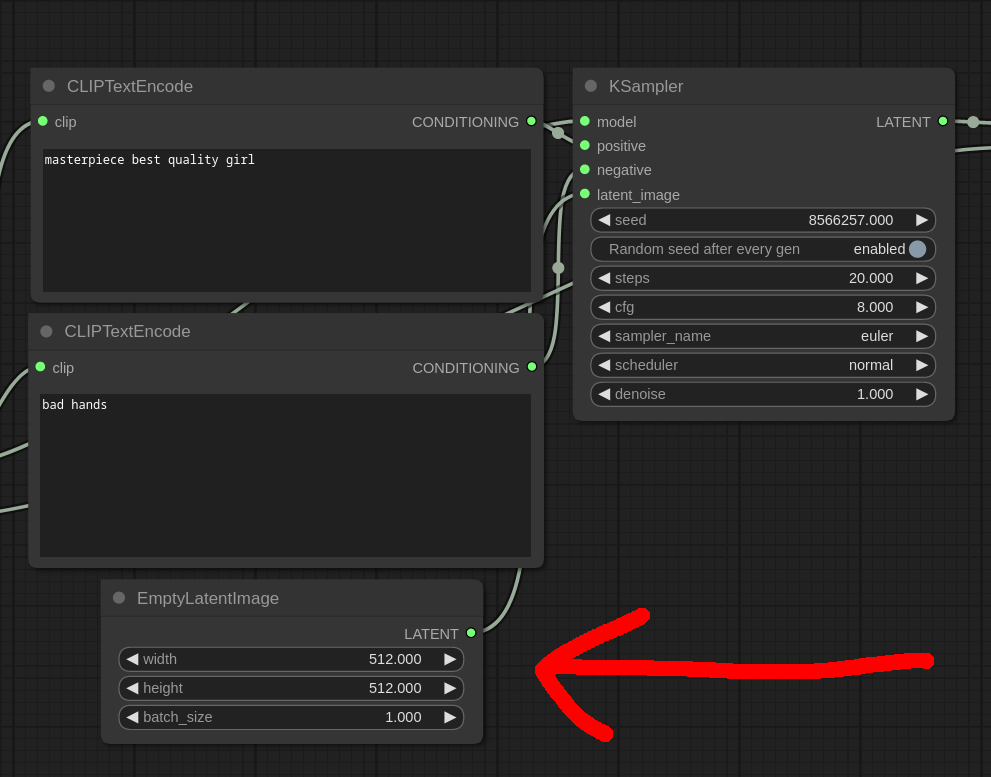 CLIPTextEncode
clip CONDITIONING
masterpiece best quality girl
CLIPTextEncode
clip CONDITIONING
bad hands
EmptyLatentImage
LATENT
width 512.000
height 512.000
batch_size 1.000
KSampler
model LATENT
positive
negative
latent_image
seed 8566257.000
Random seed after every gen enabled
steps 20.000
cfg 8.000
sampler_name euler
scheduler normal
denoise 1.000